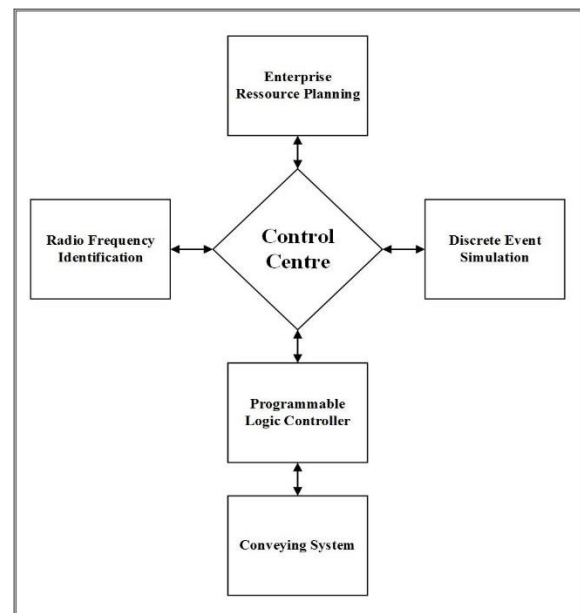 Enterprise
Ressource Planning
Radio Frequency
Identification
Control
Centre
Discrete Event
Simulation
Programmable
Logic Controller
Conveying System